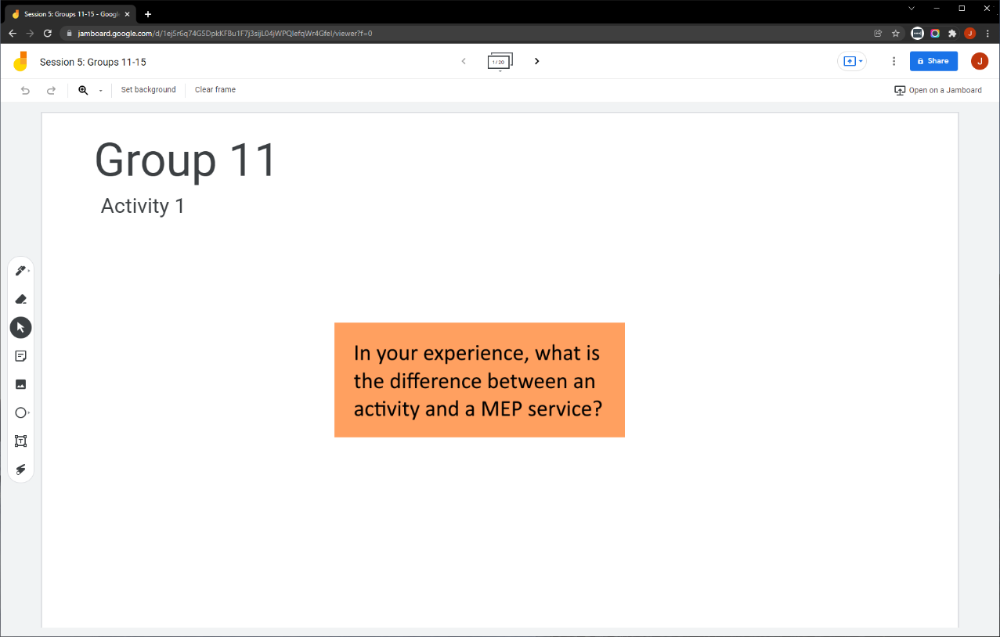 Session 5: Groups 11-15 - Googl
jamboard.google.com/d/1ej5r6q74G5DpkKFBu1F7j3sijL04jWPQlefqWr4GfeI/viewer?f=0
J
Session 5: Groups 11-15
1 / 20
Share
J
Set background
Clear frame
Open on a Jamboard
Group 11
Activity 1
In your experience, what is
the difference between an
activity and a MEP service?